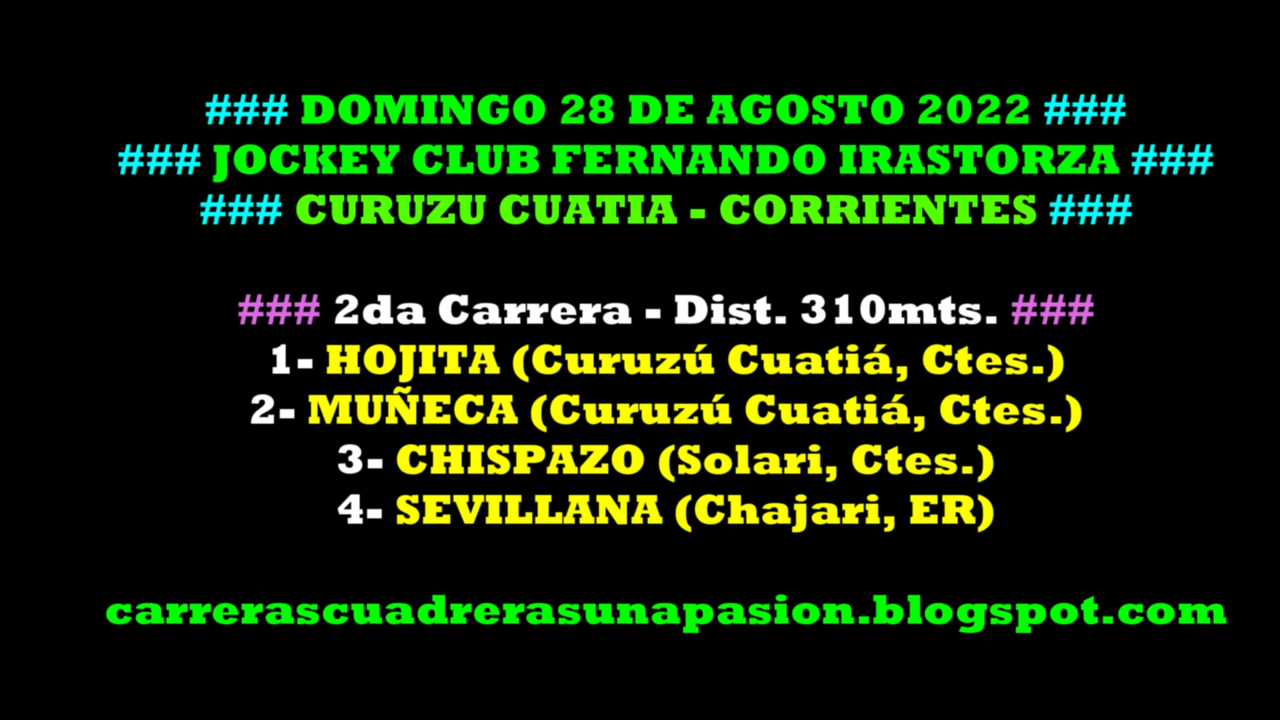 ### DOMINGO 28 DE AGOSTO 2022 ###
### JOCKEY CLUB FERNANDO IRASTORZA ###
### CURUZU CUATIA - CORRIENTES ###
### 2da Carrera - Dist. 310mts. ###
1- HOJITA (Curuzú Cuatiá, Ctes.)
2- MUÑECA (Curuzú Cuatiá, Ctes.)
3- CHISPAZO (Solari, Ctes.)
4- SEVILLANA (Chajari, ER)
carrerascuadrerasunapasion.blogspot.com